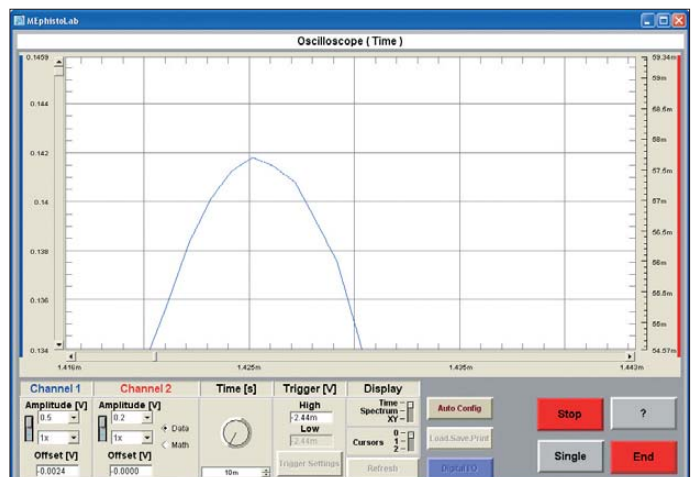 MEphistoLab
Oscilloscope ( Time )
0.1459
0.144
0.142
0.14
0.138
0.136
0.134
59.34m
59m
58.5m
58m
57.5m
57m
56.5m
56m
55.5m
55m
54.57m
1.416m
1.425m
1.435m
1.443m
Channel 1
Amplitude [V]
0.5
1x
Offset [V]
-0.0024
Channel 2
Amplitude [V]
0.2
1x
Data
Math
Offset [V]
-0.0000
Time [s]
10m
Trigger [V]
High
-2.44m
Low
-2.44m
Trigger Settings
Display
Time
Spectrum
XY
Cursors
0
1
2
Refresh
Auto Config
Load.Save.Print
Digital I/O
Stop
?
Single
End